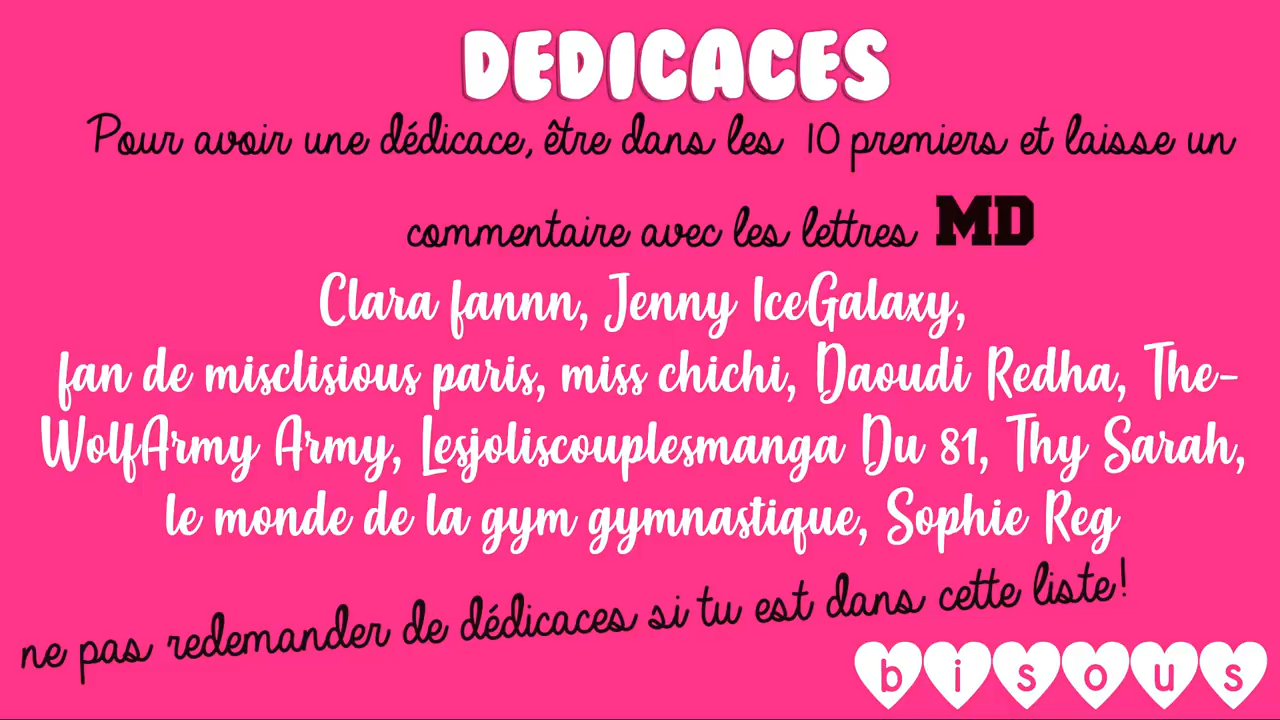 DEDICACES
Pour avoir une dédicace, être dans les 10 premiers et laisse un
commentaire avec les lettres MD
Clara fannn, Jenny IceGalaxy,
fan de misclisious paris, miss chichi, Daoudi Redha, The-
WolfArmy Army, Lesjoliscouplesmanga Du 81, Thy Sarah,
le monde de la gym gymnastique, Sophie Reg
ne pas redemander de dédicaces si tu est dans cette liste!
bisous